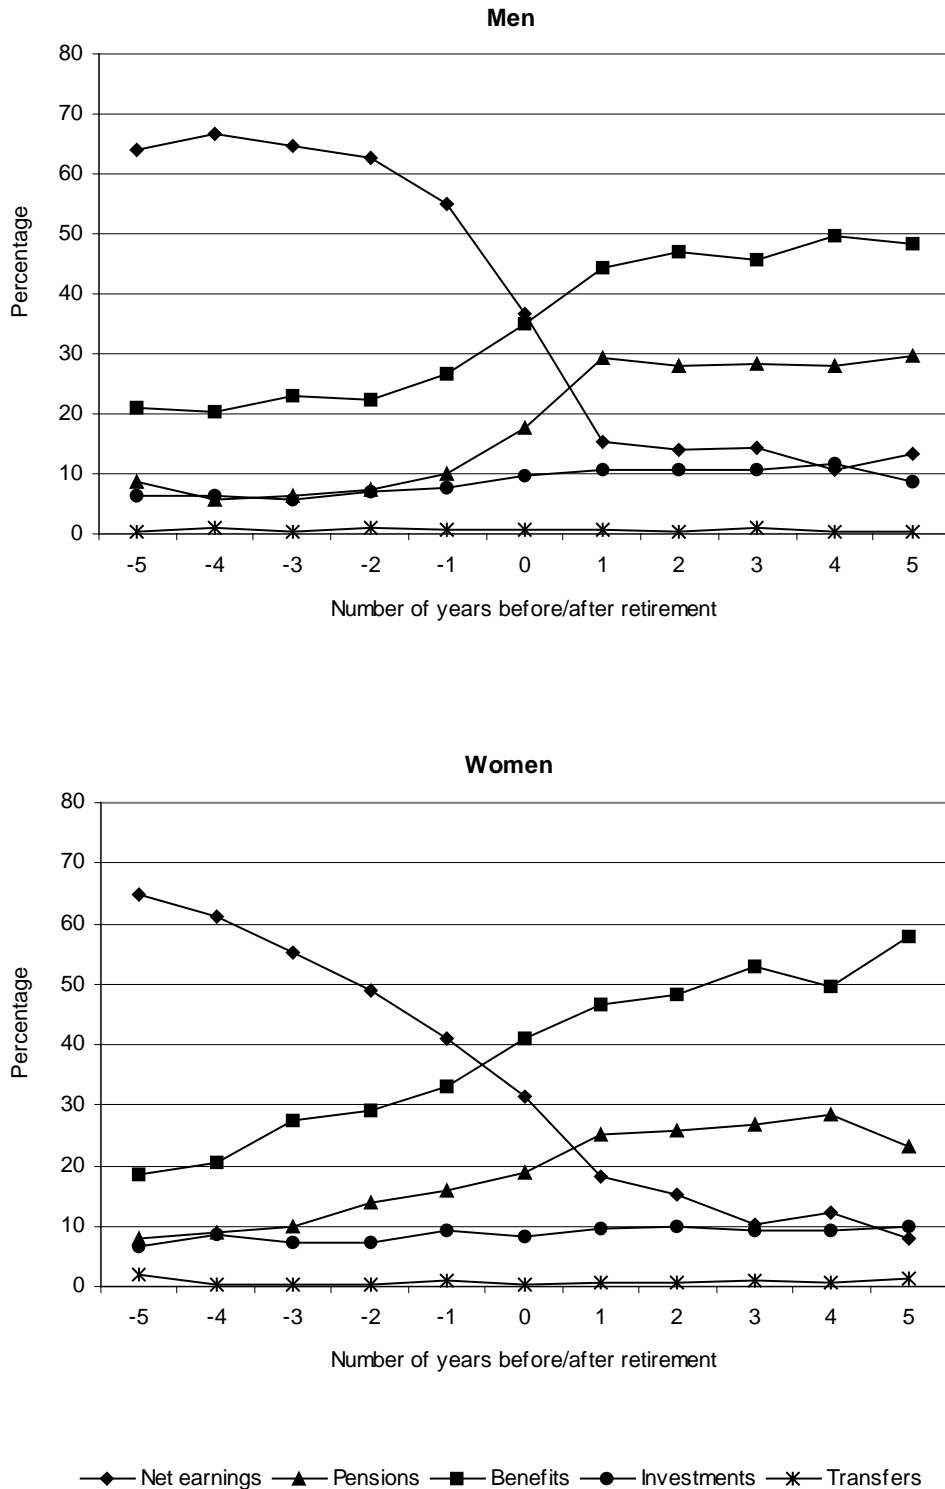 Men
80
70
60
50
40
30
20
10
0
Percentage
-5 -4 -3 -2 -1 0 1 2 3 4 5
Number of years before/after retirement
Women
80
70
60
50
40
30
20
10
0
Percentage
-5 -4 -3 -2 -1 0 1 2 3 4 5
Number of years before/after retirement
Net earnings Pensions Benefits Investments Transfers